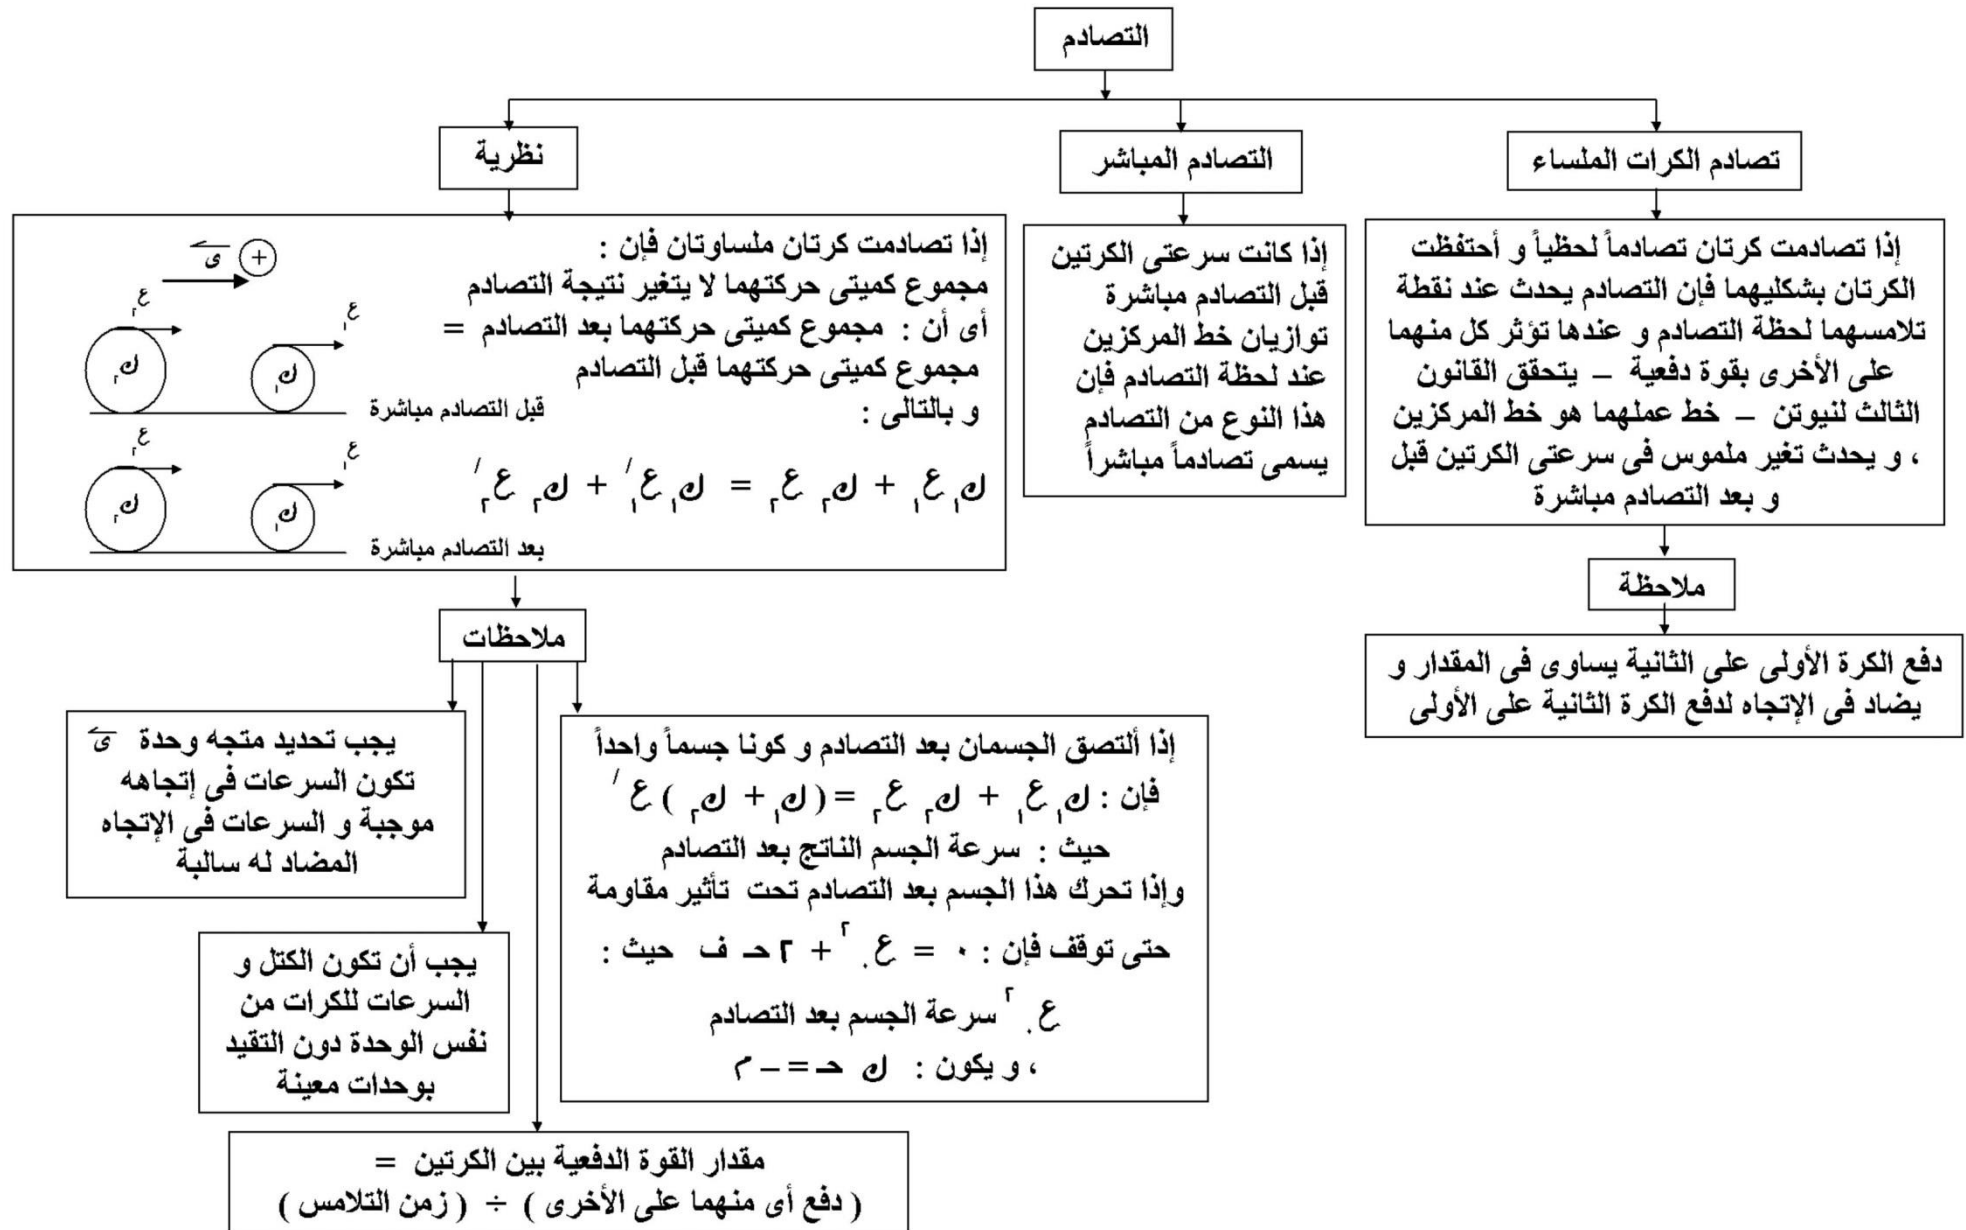 التصادم
تصادم الكرات الملساء
إذا تصادمت كرتان تصادماً لحظياً و أحتفظت
الكرتان بشكليهما فإن التصادم يحدث عند نقطة
تلامسهما لحظة التصادم و عندها تؤثر كل منهما
على الأخرى بقوة دفعية – يتحقق القانون
الثالث لنيوتن – خط عملهما هو خط المركزين
، و يحدث تغير ملموس فى سرعتى الكرتين قبل
و بعد التصادم مباشرة
ملاحظة
دفع الكرة الأولى على الثانية يساوى فى المقدار و
يضاد فى الإتجاه لدفع الكرة الثانية على الأولى
التصادم المباشر
إذا كانت سرعتى الكرتين
قبل التصادم مباشرة
توازيان خط المركزين
عند لحظة التصادم فإن
هذا النوع من التصادم
يسمى تصادماً مباشراً
نظرية
إذا تصادمت كرتان ملساوتان فإن :
مجموع كميتى حركتهما لا يتغير نتيجة التصادم
أى أن : مجموع كميتى حركتهما بعد التصادم =
مجموع كميتى حركتهما قبل التصادم
و بالتالى :
ك١ ع١ + ك٢ ع٢ = ك١ ع١/ + ك٢ ع٢/
+ ى
ع٢ ع١
ك٢ ك١
قبل التصادم مباشرة
ع٢ ع١
ك٢ ك١
بعد التصادم مباشرة
ملاحظات
إذا ألتصق الجسمان بعد التصادم و كونا جسماً واحداً
فإن : ك١ ع١ + ك٢ ع٢ = ( ك١ + ك٢ ) ع/
حيث : سرعة الجسم الناتج بعد التصادم
وإذا تحرك هذا الجسم بعد التصادم تحت تأثير مقاومة
حتى توقف فإن : ٠ = ع.٢ + ٢ حـ ف حيث :
ع.٢ سرعة الجسم بعد التصادم
، و يكون : ك حـ = – م
مقدار القوة الدفعية بين الكرتين =
( دفع أى منهما على الأخرى ) ÷ ( زمن التلامس )
يجب أن تكون الكتل و
السرعات للكرات من
نفس الوحدة دون التقيد
بوحدات معينة
يجب تحديد متجه وحدة ى
تكون السرعات فى إتجاهه
موجبة و السرعات فى الإتجاه
المضاد له سالبة